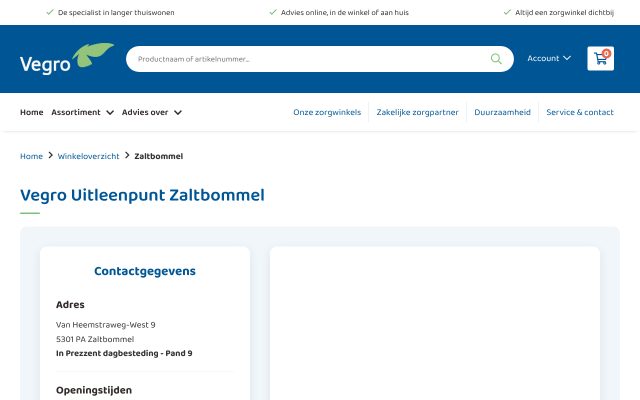 De specialist in langer thuiswonen
Advies online, in de winkel of aan huis
Altijd een zorgwinkel dichtbij
Vegro
Productnaam of artikelnummer...
Account
0
Home
Assortiment
Advies over
Onze zorgwinkels
Zakelijke zorgpartner
Duurzaamheid
Service & contact
Home
Winkeloverzicht
Zaltbommel
Vegro Uitleenpunt Zaltbommel
Contactgegevens
Adres
Van Heemstraweg-West 9
5301 PA Zaltbommel
In Prezzent dagbesteding - Pand 9
Openingstijden